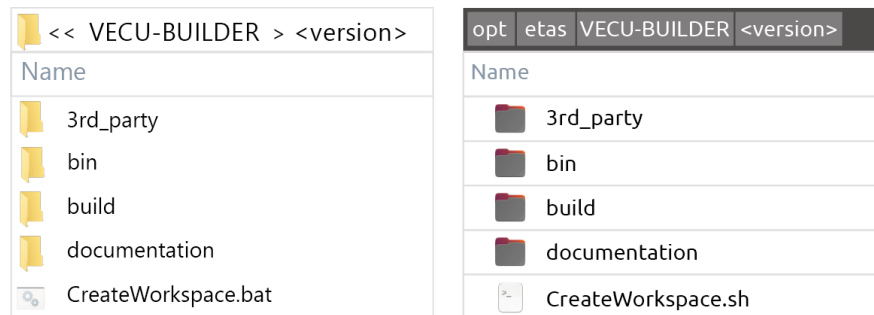 << VECU-BUILDER > <version>
Name
3rd_party
bin
build
documentation
CreateWorkspace.bat
opt etas VECU-BUILDER <version>
Name
3rd_party
bin
build
documentation
CreateWorkspace.sh